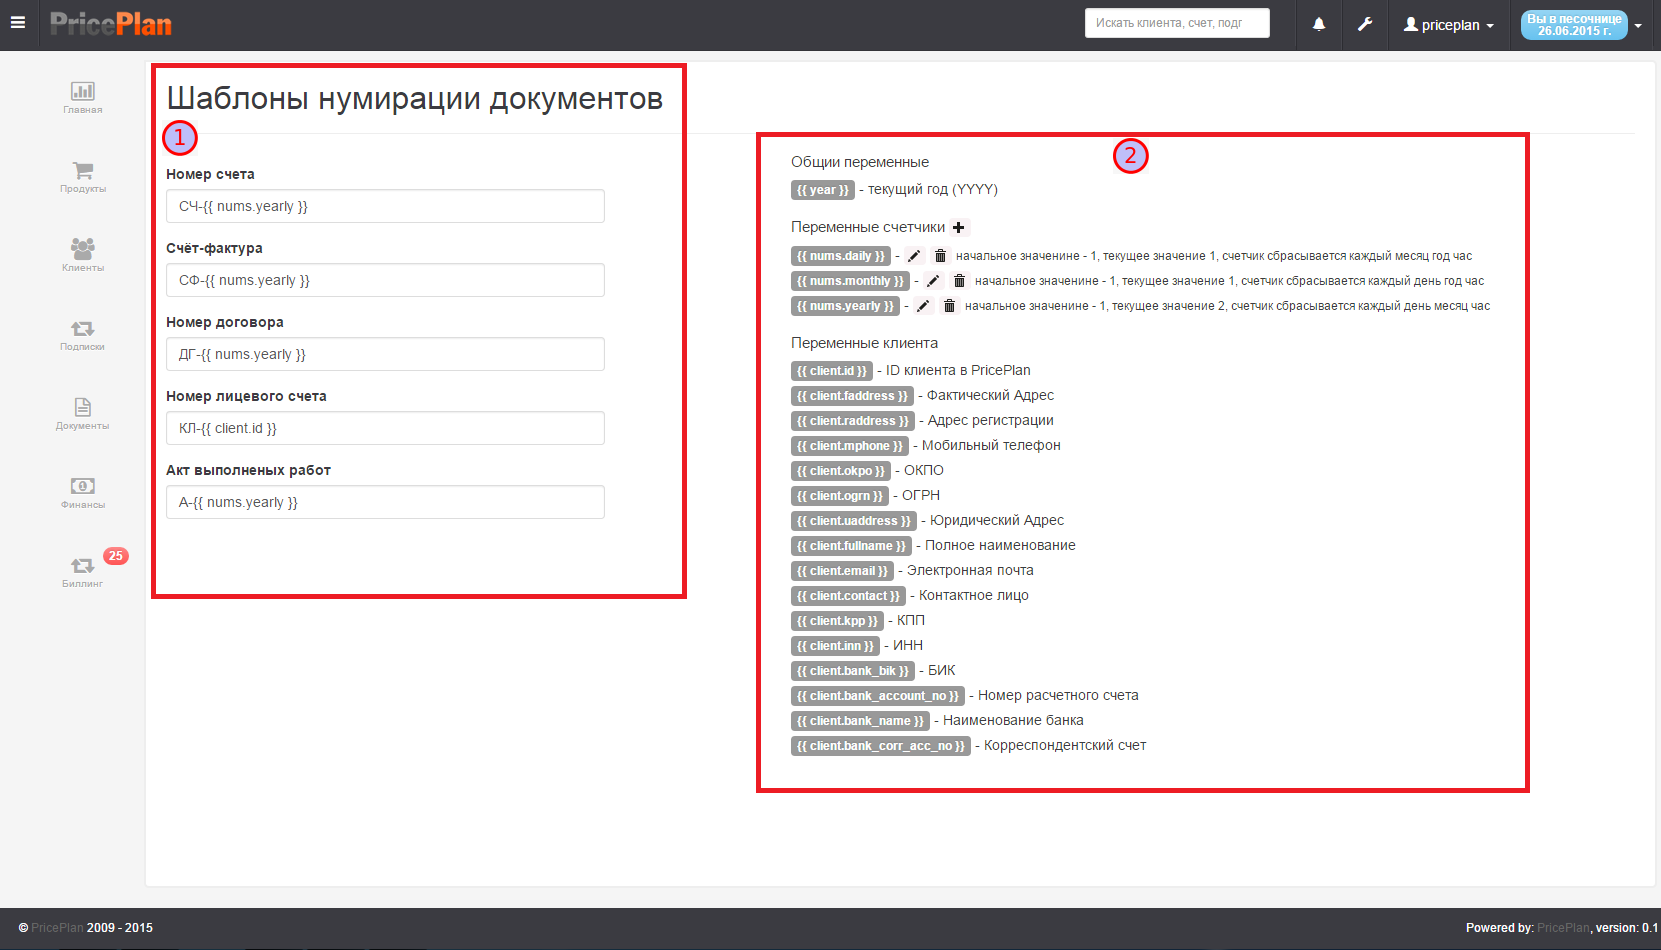 PricePlan
Искать клиента, счет, подг
priceplan
Вы в песочнице
26.06.2015 г.
Главная
Продукты
Клиенты
Подписки
Документы
Финансы
25
Биллинг
Шаблоны нумирации документов
1
Номер счета
СЧ-{{ nums.yearly }}
Счёт-фактура
СФ-{{ nums.yearly }}
Номер договора
ДГ-{{ nums.yearly }}
Номер лицевого счета
КЛ-{{ client.id }}
Акт выполненых работ
А-{{ nums.yearly }}
2
Общии переменные
{{ year }} - текущий год (YYYY)
Переменные счетчики
{{ nums.daily }} - начальное значенине - 1, текущее значение 1, счетчик сбрасывается каждый месяц год час
{{ nums.monthly }} - начальное значенине - 1, текущее значение 1, счетчик сбрасывается каждый день год час
{{ nums.yearly }} - начальное значенине - 1, текущее значение 2, счетчик сбрасывается каждый день месяц час
Переменные клиента
{{ client.id }} - ID клиента в PricePlan
{{ client.faddress }} - Фактический Адрес
{{ client.raddress }} - Адрес регистрации
{{ client.mphone }} - Мобильный телефон
{{ client.okpo }} - ОКПО
{{ client.ogrn }} - ОГРН
{{ client.uaddress }} - Юридический Адрес
{{ client.fullname }} - Полное наименование
{{ client.email }} - Электронная почта
{{ client.contact }} - Контактное лицо
{{ client.kpp }} - КПП
{{ client.inn }} - ИНН
{{ client.bank_bik }} - БИК
{{ client.bank_account_no }} - Номер расчетного счета
{{ client.bank_name }} - Наименование банка
{{ client.bank_corr_acc_no }} - Корреспондентский счет
© PricePlan 2009 - 2015
Powered by: PricePlan, version: 0.1